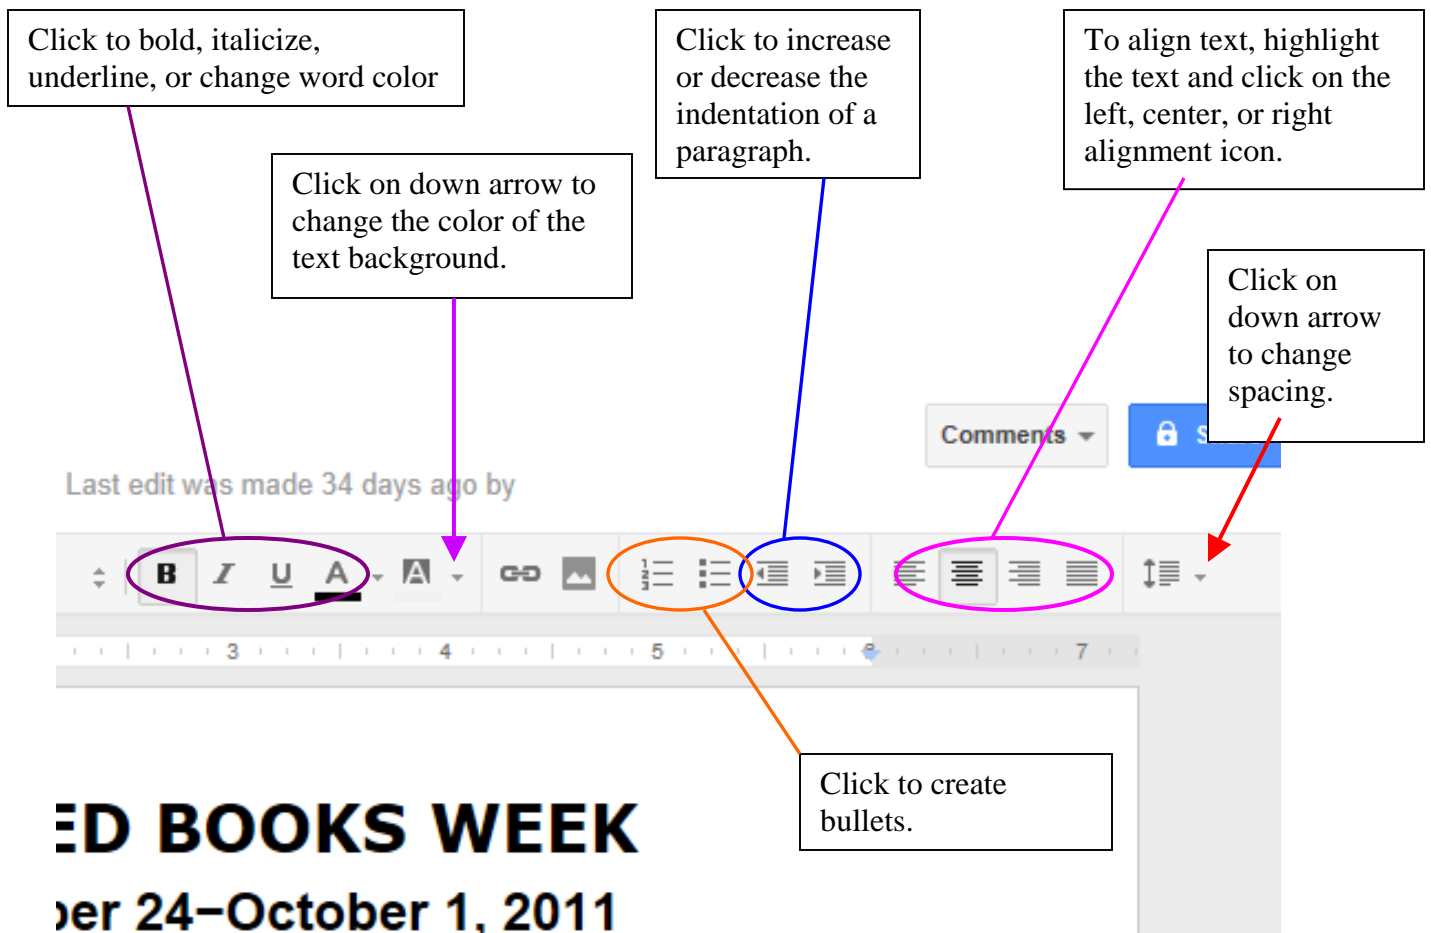 Click to bold, italicize,
underline, or change word color
Click to increase
or decrease the
indentation of a
paragraph.
To align text, highlight
the text and click on the
left, center, or right
alignment icon.
Click on down arrow to
change the color of the
text background.
Click on
down arrow
to change
spacing.
Comments
Last edit was made 34 days ago by
B I U A A
3 4 5 6 7
Click to create
bullets.
ED BOOKS WEEK
ber 24–October 1, 2011